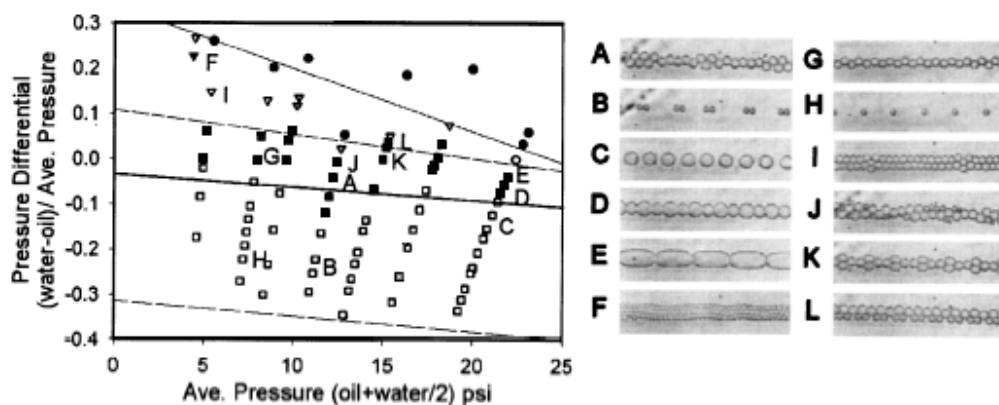 Pressure Differential
(water-oil)/ Ave. Pressure
0.3
0.2
0.1
0.0
-0.1
-0.2
-0.3
-0.4
F
I
L
G
J
K
A
E
D
C
H
B
0
5
10
15
20
25
Ave. Pressure (oil+water/2) psi
A
B
C
D
E
F
G
H
I
J
K
L